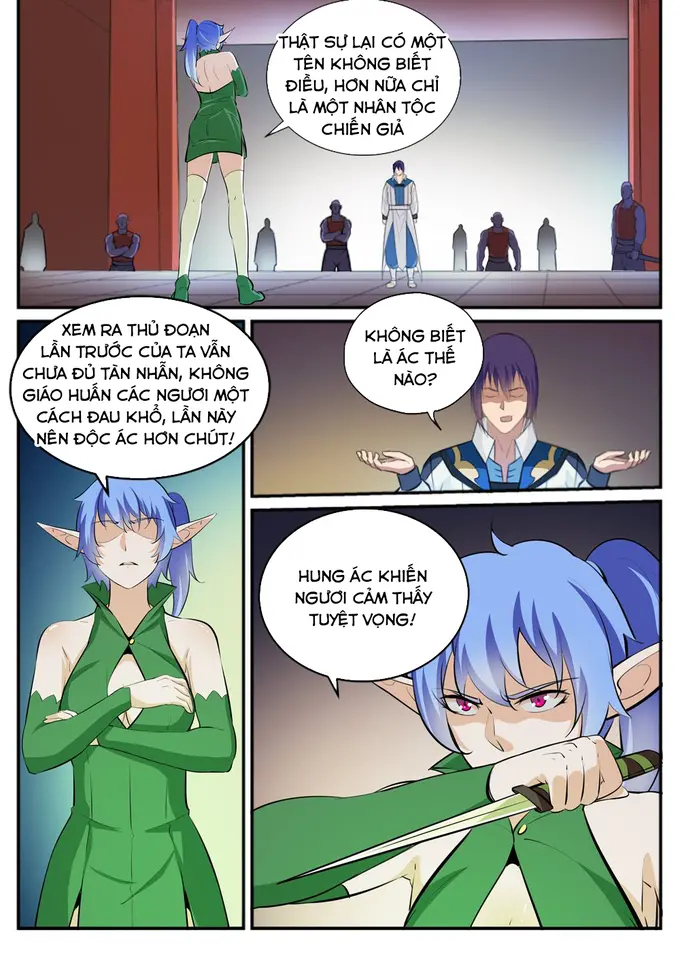 THẬT SỰ LẠI CÓ MỘT
TÊN KHÔNG BIẾT
ĐIỀU, HƠN NỮA CHỈ
LÀ MỘT NHÂN TỘC
CHIẾN GIẢ
XEM RA THỦ ĐOẠN
LẦN TRƯỚC CỦA TA VẪN
CHƯA ĐỦ TÀN NHẪN, KHÔNG
GIÁO HUẤN CÁC NGƯƠI MỘT
CÁCH ĐAU KHỔ, LẦN NÀY
NÊN ĐỘC ÁC HƠN CHÚT!
KHÔNG BIẾT
LÀ ÁC THẾ
NÀO?
HUNG ÁC KHIẾN
NGƯƠI CẢM THẤY
TUYỆT VỌNG!